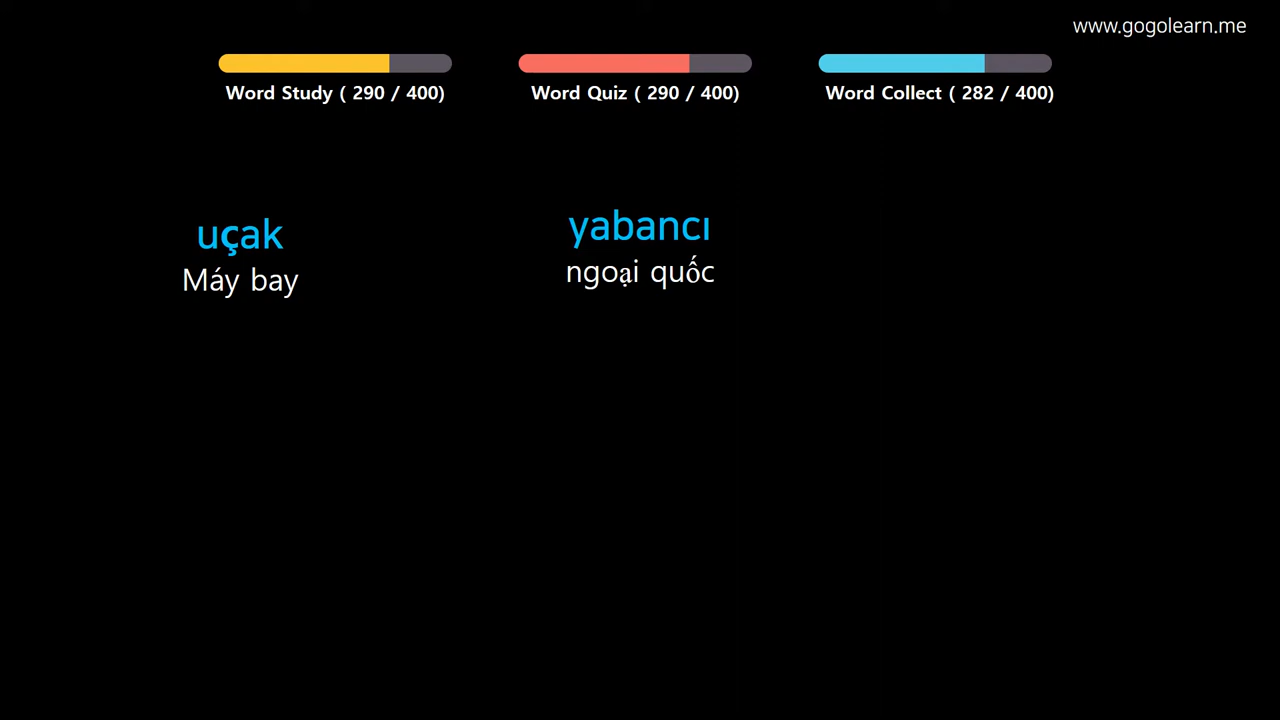 www.gogolearn.me
Word Study ( 290 / 400)
Word Quiz ( 290 / 400)
Word Collect ( 282 / 400)
uçak
Máy bay
yabancı
ngoại quốc